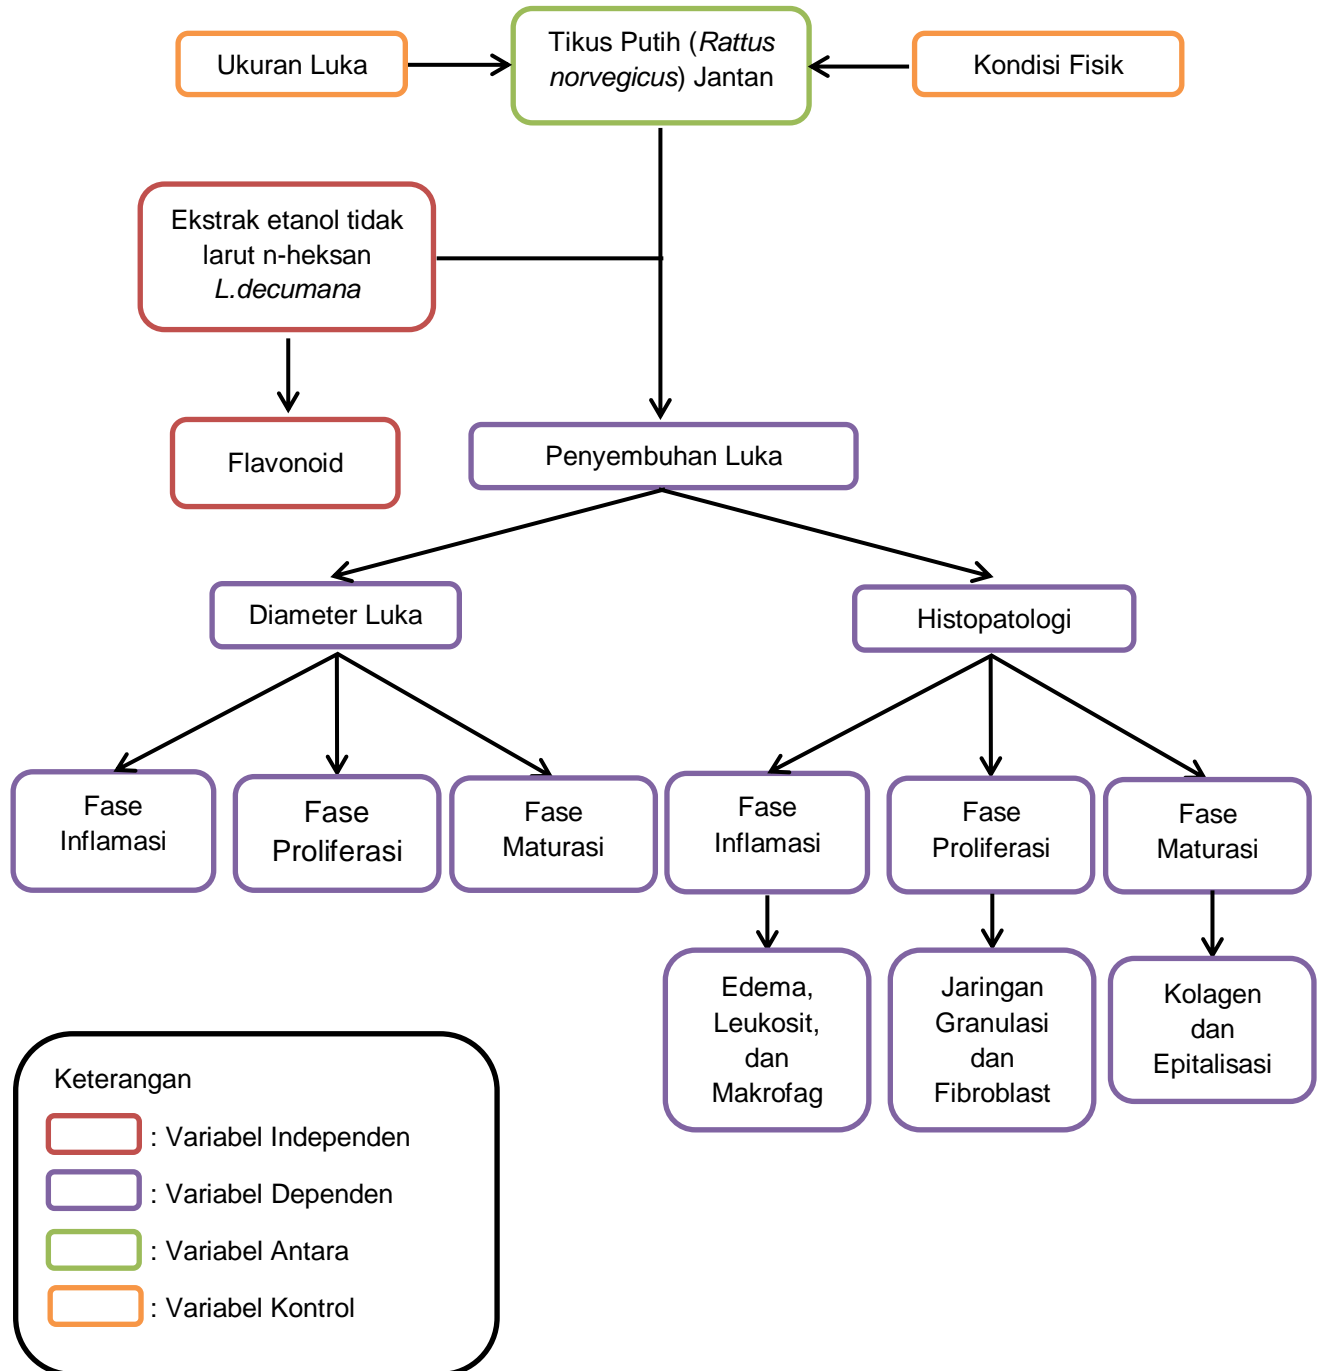 Ukuran Luka
Tikus Putih (Rattus
norvegicus) Jantan
Kondisi Fisik
Ekstrak etanol tidak
larut n-heksan
L.decumana
Flavonoid
Penyembuhan Luka
Diameter Luka
Histopatologi
Fase
Inflamasi
Fase
Proliferasi
Fase
Maturasi
Fase
Inflamasi
Fase
Proliferasi
Fase
Maturasi
Edema,
Leukosit,
dan
Makrofag
Jaringan
Granulasi
dan
Fibroblast
Kolagen
dan
Epitalisasi
Keterangan
: Variabel Independen
: Variabel Dependen
: Variabel Antara
: Variabel Kontrol